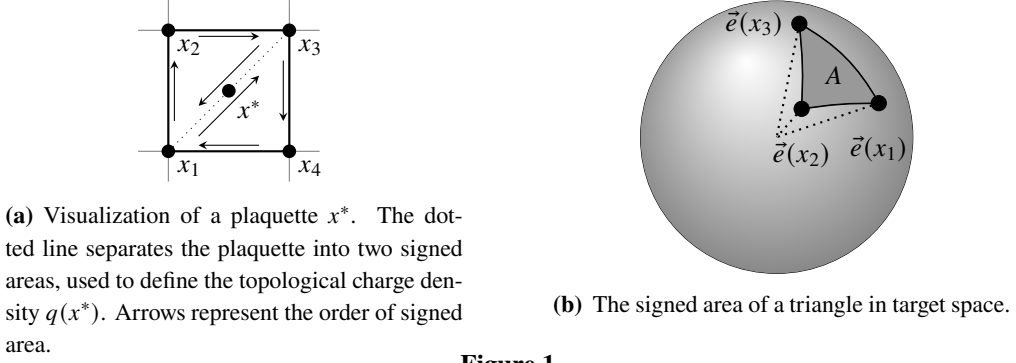 x₂ x₃
x*
x₁ x₄
e⃗(x₃)
A
e⃗(x₂) e⃗(x₁)
(a) Visualization of a plaquette x*. The dot-
ted line separates the plaquette into two signed
areas, used to define the topological charge den-
sity q(x*). Arrows represent the order of signed
area.
(b) The signed area of a triangle in target space.
Figure 1